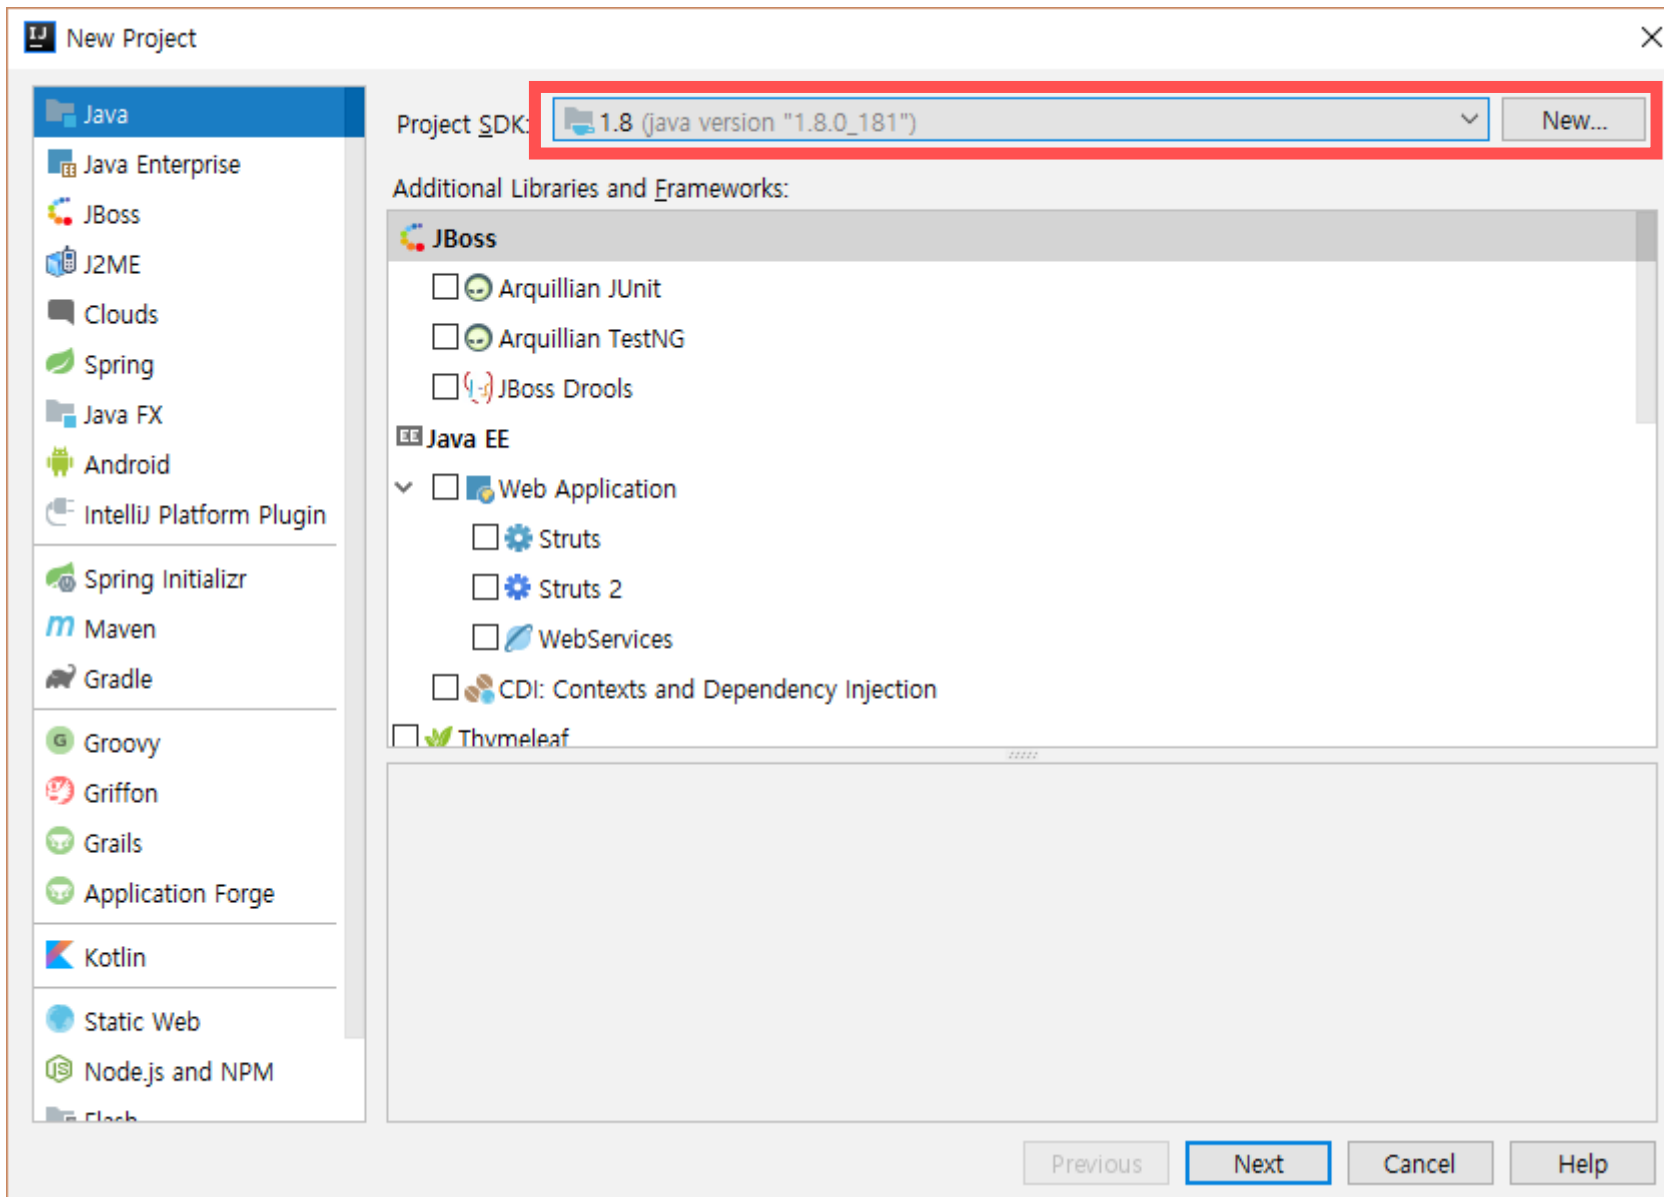 New Project
Java
Java Enterprise
JBoss
J2ME
Clouds
Spring
Java FX
Android
IntelliJ Platform Plugin
Spring Initializr
Maven
Gradle
Groovy
Griffon
Grails
Application Forge
Kotlin
Static Web
Node.js and NPM
Flash
Project SDK:
1.8 (java version "1.8.0_181")
New...
Additional Libraries and Frameworks:
JBoss
Arquillian JUnit
Arquillian TestNG
JBoss Drools
Java EE
Web Application
Struts
Struts 2
WebServices
CDI: Contexts and Dependency Injection
Thymeleaf
Previous
Next
Cancel
Help